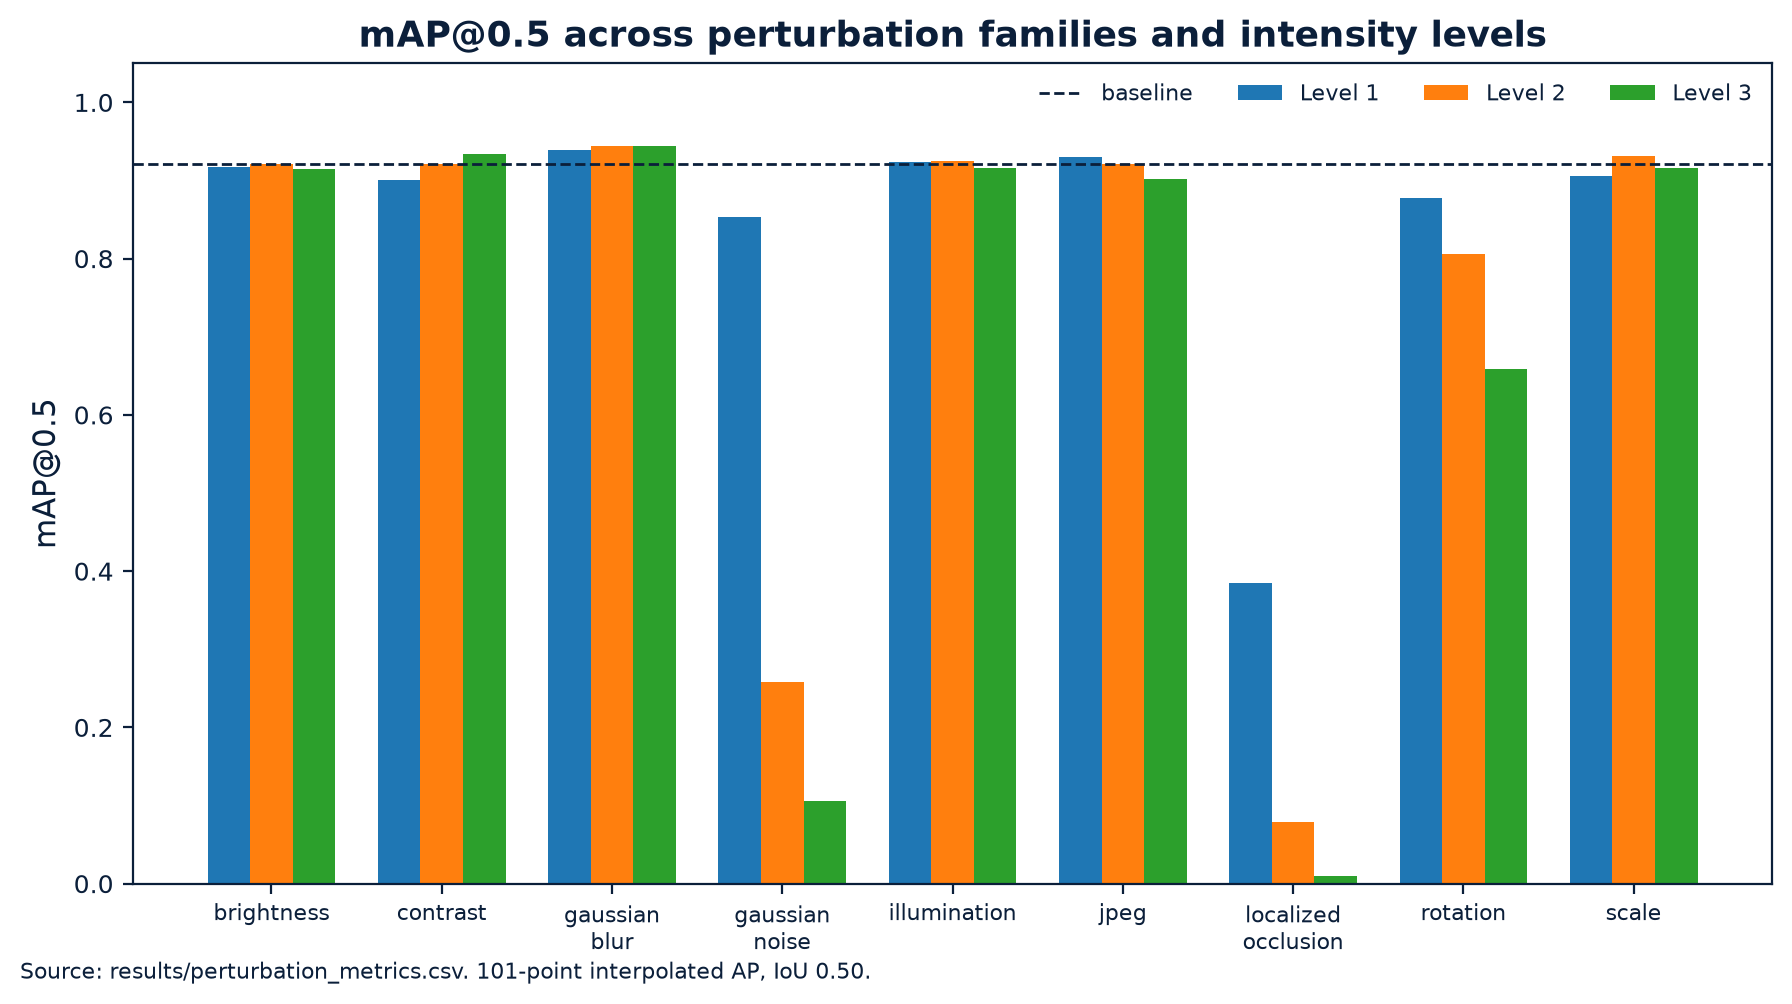 mAP@0.5 across perturbation families and intensity levels
baseline
Level 1
Level 2
Level 3
mAP@0.5
1.0
0.8
0.6
0.4
0.2
0.0
brightness
contrast
gaussian
blur
gaussian
noise
illumination
jpeg
localized
occlusion
rotation
scale
Source: results/perturbation_metrics.csv. 101-point interpolated AP, IoU 0.50.